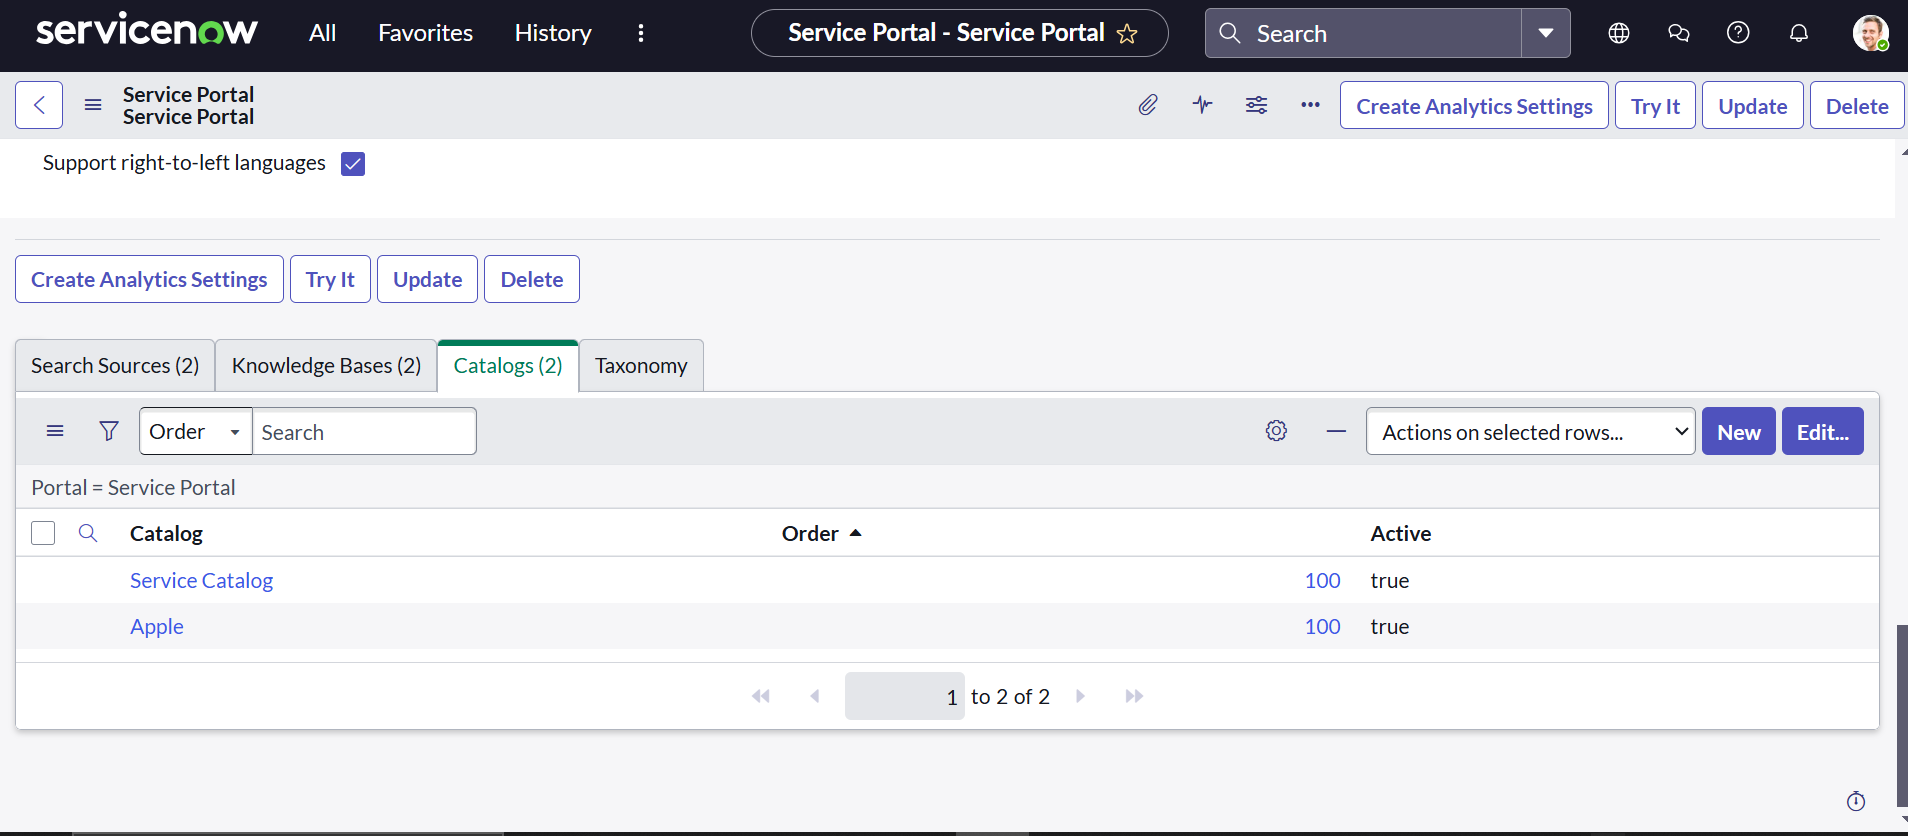 servicenow All Favorites History Service Portal - Service Portal Search
Service Portal
Service Portal
Create Analytics Settings Try It Update Delete
Support right-to-left languages
Create Analytics Settings Try It Update Delete
Search Sources (2) Knowledge Bases (2) Catalogs (2) Taxonomy
Order Search Actions on selected rows... New Edit...
Portal = Service Portal
Catalog Order Active
Service Catalog 100 true
Apple 100 true
1 to 2 of 2